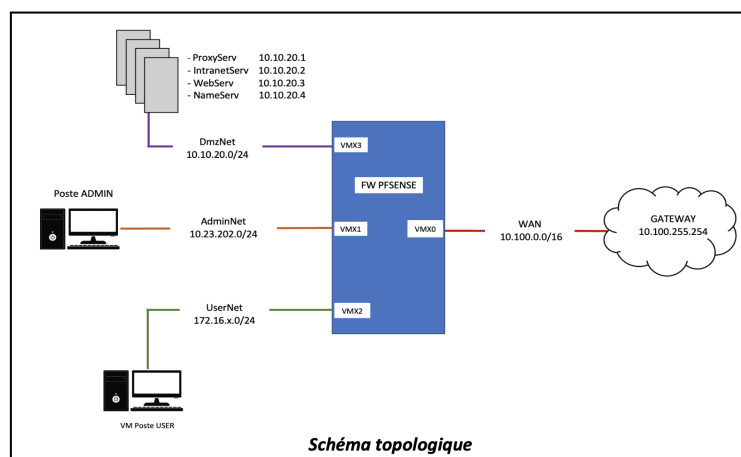 - ProxyServ 10.10.20.1
- IntranetServ 10.10.20.2
- WebServ 10.10.20.3
- NameServ 10.10.20.4
DmzNet
10.10.20.0/24
VMX3
FW PFSENSE
Poste ADMIN
AdminNet
10.23.202.0/24
VMX1
VMX0
WAN
10.100.0.0/16
GATEWAY
10.100.255.254
UserNet
172.16.x.0/24
VMX2
VM Poste USER
Schéma topologique